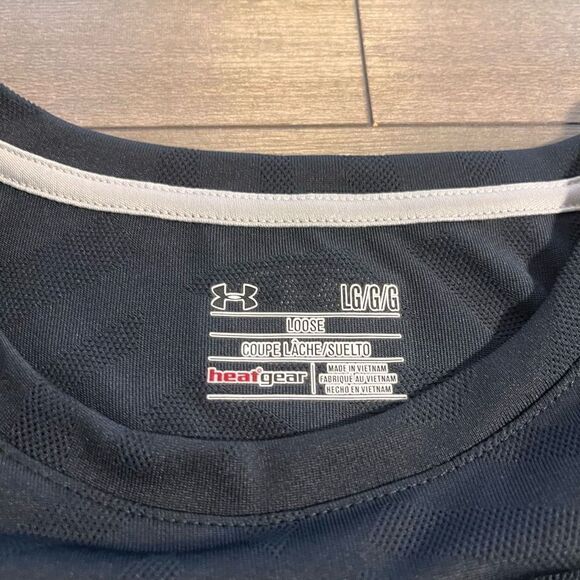 LG/G/G
LOOSE
COUPE LÂCHE/SUELTO
heatgear
MADE IN VIETNAM
FABRIQUÉ AU VIETNAM
HECHO EN VIETNAM